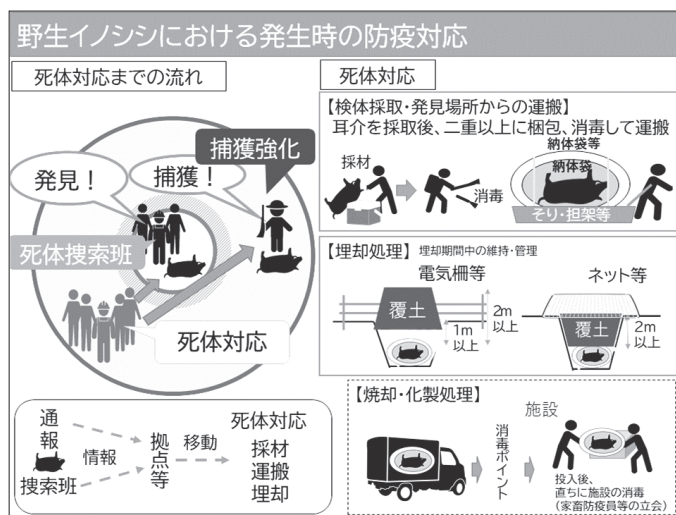 野生イノシシにおける発生時の防疫対応
死体対応までの流れ
発見！
捕獲！
捕獲強化
死体捜索班
死体対応
通報
捜索班
情報
拠点等
移動
死体対応
採材
運搬
埋却
死体対応
【検体採取・発見場所からの運搬】
耳介を採取後、二重以上に梱包、消毒して運搬
採材
消毒
納体袋等
納体袋
そり・担架等
【埋却処理】 埋却期間中の維持・管理
電気柵等
覆土
1m
以上
2m
以上
ネット等
覆土
2m
以上
【焼却・化製処理】
消毒ポイント
施設
投入後、
直ちに施設の消毒
（家畜防疫員等の立会）